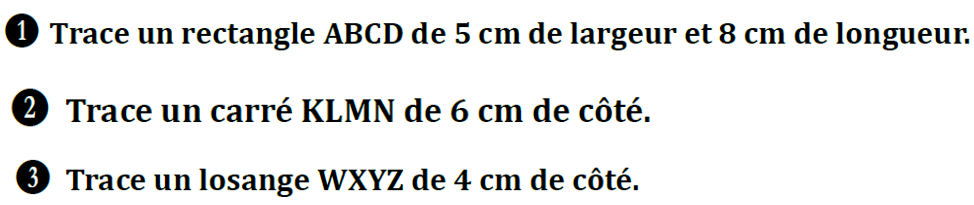 ❶ Trace un rectangle ABCD de 5 cm de largeur et 8 cm de longueur.
❷ Trace un carré KLMN de 6 cm de côté.
❸ Trace un losange WXYZ de 4 cm de côté.